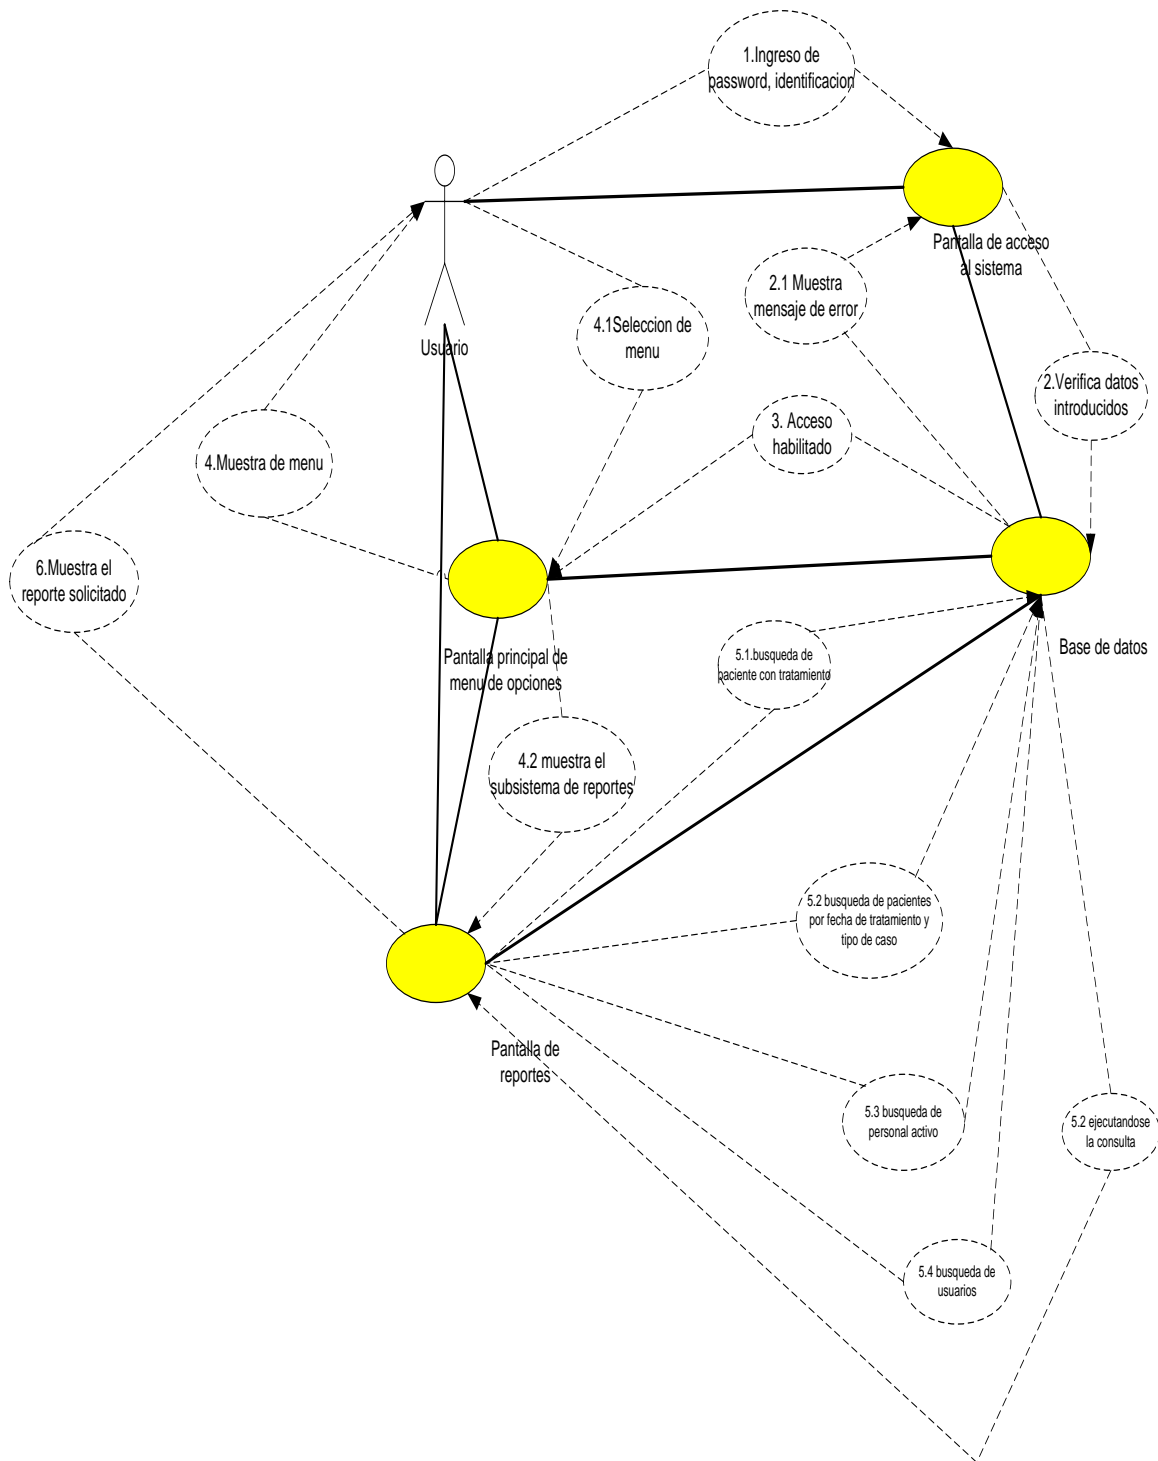 1.Ingreso de
password, identificacion
Pantalla de acceso
al sistema
2.1 Muestra
mensaje de error
4.1Seleccion de
menu
Usuario
2.Verifica datos
introducidos
3. Acceso
habilitado
4.Muestra de menu
6.Muestra el
reporte solicitado
Base de datos
Pantalla principal de
menu de opciones
5.1.busqueda de
paciente con tratamiento
4.2 muestra el
subsistema de reportes
5.2 busqueda de pacientes
por fecha de tratamiento y
tipo de caso
Pantalla de
reportes
5.3 busqueda de
personal activo
5.2 ejecutandose
la consulta
5.4 busqueda de
usuarios